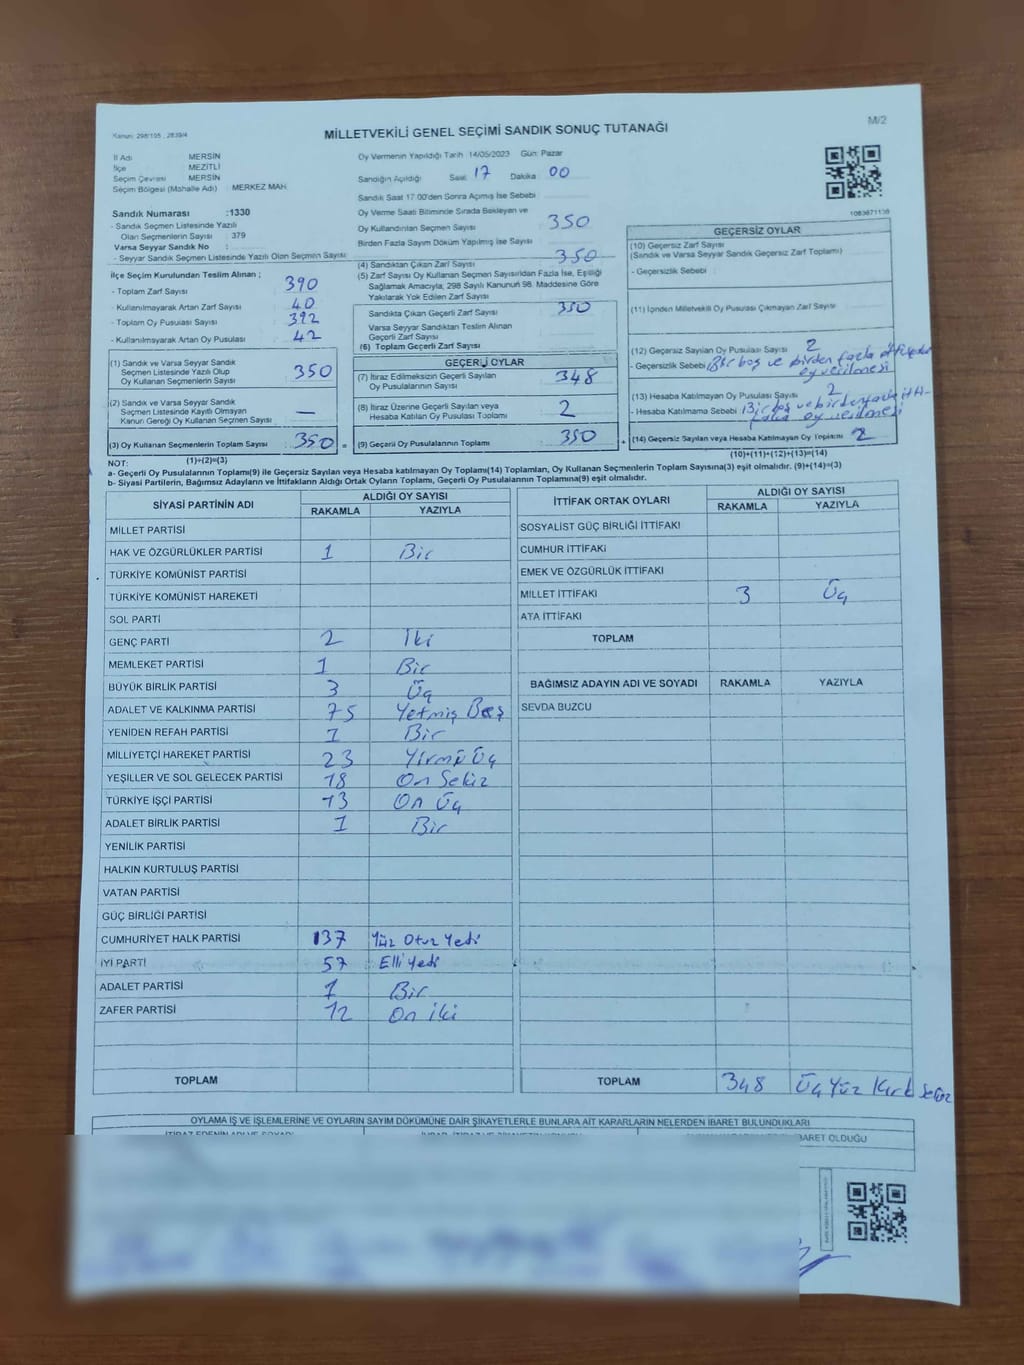 Kanun: 298/105 , 2839/4
MİLLETVEKİLİ GENEL SEÇİMİ SANDIK SONUÇ TUTANAĞI
M/2
İl Adı MERSİN
İlçe MEZİTLİ
Seçim Çevresi MERSİN
Seçim Bölgesi (Mahalle Adı) : MERKEZ MAH
Oy Vermenin Yapıldığı Tarih 14/05/2023 Gün: Pazar
Sandığın Açıldığı Saat 17 Dakika 00
Sandık Saat 17.00'den Sonra Açımış İse Sebebi
Oy Verme Saati Bitiminde Sırada Bekleyen ve
Oy Kullandırılan Seçmen Sayısı 350
Birden Fazla Sayım Döküm Yapılmış İse Sayısı
Sandık Numarası :1330
- Sandık Seçmen Listesinde Yazılı
Olan Seçmenlerin Sayısı : 379
Varsa Seyyar Sandık No :
- Seyyar Sandık Seçmen Listesinde Yazılı Olan Seçmen Sayısı
İlçe Seçim Kurulundan Teslim Alınan ;
- Toplam Zarf Sayısı 390
- Kullanılmayarak Artan Zarf Sayısı 40
- Toplam Oy Pusulası Sayısı 392
- Kullanılmayarak Artan Oy Pusulası 42
(1) Sandık ve Varsa Seyyar Sandık
Seçmen Listesinde Yazılı Olup
Oy Kullanan Seçmenlerin Sayısı 350
(2) Sandık ve Varsa Seyyar Sandık
Seçmen Listesinde Kayıtlı Olmayan
Kanun Gereği Oy Kullanan Seçmen Sayısı —
(3) Oy Kullanan Seçmenlerin Toplam Sayısı 350 =
(1)+(2)=(3)
(4) Sandıktan Çıkan Zarf Sayısı 350
(5) Zarf Sayısı Oy Kullanan Seçmen Sayısından Fazla İse, Eşitliği
Sağlamak Amacıyla; 298 Sayılı Kanunun 98. Maddesine Göre
Yakılarak Yok Edilen Zarf Sayısı
Sandıkta Çıkan Geçerli Zarf Sayısı 350
Varsa Seyyar Sandıktan Teslim Alınan
Geçerli Zarf Sayısı
(6) Toplam Geçerli Zarf Sayısı
GEÇERLİ OYLAR
(7) İtiraz Edilmeksizin Geçerli Sayılan
Oy Pusulalarının Sayısı 348
(8) İtiraz Üzerine Geçerli Sayılan veya
Hesaba Katılan Oy Pusulası Toplamı 2
(9) Geçerli Oy Pusulalarının Toplamı 350 +
1083871138
GEÇERSİZ OYLAR
(10) Geçersiz Zarf Sayısı
(Sandık ve Varsa Seyyar Sandık Geçersiz Zarf Toplamı)
- Geçersizlik Sebebi
(11) İçinden Milletvekili Oy Pusulası Çıkmayan Zarf Sayısı
(12) Geçersiz Sayılan Oy Pusulası Sayısı 2
- Geçersizlik Sebebi Bir boş ve birden fazla
oy verilmesi
(13) Hesaba Katılmayan Oy Pusulası Sayısı 2
- Hesaba Katılmama Sebebi Bir boş ve birden fazla
oy verilmesi
(14) Geçersiz Sayılan veya Hesaba Katılmayan Oy Toplamı 2
(10)+(11)+(12)+(13)=(14)
NOT:
a- Geçerli Oy Pusulalarının Toplamı(9) ile Geçersiz Sayılan veya Hesaba katılmayan Oy Toplamı(14) Toplamları, Oy Kullanan Seçmenlerin Toplam Sayısına(3) eşit olmalıdır. (9)+(14)=(3)
b- Siyasi Partilerin, Bağımsız Adayların ve İttifakların Aldığı Ortak Oyların Toplamı, Geçerli Oy Pusulalarının Toplamına(9) eşit olmalıdır.
SİYASİ PARTİNİN ADI ALDIĞI OY SAYISI
RAKAMLA YAZIYLA
MİLLET PARTİSİ
HAK VE ÖZGÜRLÜKLER PARTİSİ 1 Bir
TÜRKİYE KOMÜNİST PARTİSİ
TÜRKİYE KOMÜNİST HAREKETİ
SOL PARTİ
GENÇ PARTİ 2 İki
MEMLEKET PARTİSİ 1 Bir
BÜYÜK BİRLİK PARTİSİ 3 Üç
ADALET VE KALKINMA PARTİSİ 75 Yetmiş Beş
YENİDEN REFAH PARTİSİ 1 Bir
MİLLİYETÇİ HAREKET PARTİSİ 23 Yirmi Üç
YEŞİLLER VE SOL GELECEK PARTİSİ 18 On Sekiz
TÜRKİYE İŞÇİ PARTİSİ 13 On Üç
ADALET BİRLİK PARTİSİ 1 Bir
YENİLİK PARTİSİ
HALKIN KURTULUŞ PARTİSİ
VATAN PARTİSİ
GÜÇ BİRLİĞİ PARTİSİ
CUMHURİYET HALK PARTİSİ 137 Yüz Otuz Yedi
İYİ PARTİ 57 Elli Yedi
ADALET PARTİSİ 1 Bir
ZAFER PARTİSİ 12 On iki
TOPLAM
İTTİFAK ORTAK OYLARI ALDIĞI OY SAYISI
RAKAMLA YAZIYLA
SOSYALİST GÜÇ BİRLİĞİ İTTİFAKI
CUMHUR İTTİFAKI
EMEK VE ÖZGÜRLÜK İTTİFAKI
MİLLET İTTİFAKI 3 Üç
ATA İTTİFAKI
TOPLAM
BAĞIMSIZ ADAYIN ADI VE SOYADI RAKAMLA YAZIYLA
SEVDA BUZCU
TOPLAM 348 Üç Yüz Kırk Sekiz
OYLAMA İŞ VE İŞLEMLERİNE VE OYLARIN SAYIM DÖKÜMÜNE DAİR ŞİKAYETLERLE BUNLARA AİT KARARLARIN NELERDEN İBARET BULUNDUKLARI
İTİRAZ EDENİN ADI VE SOYADI
İBARET OLDUĞU